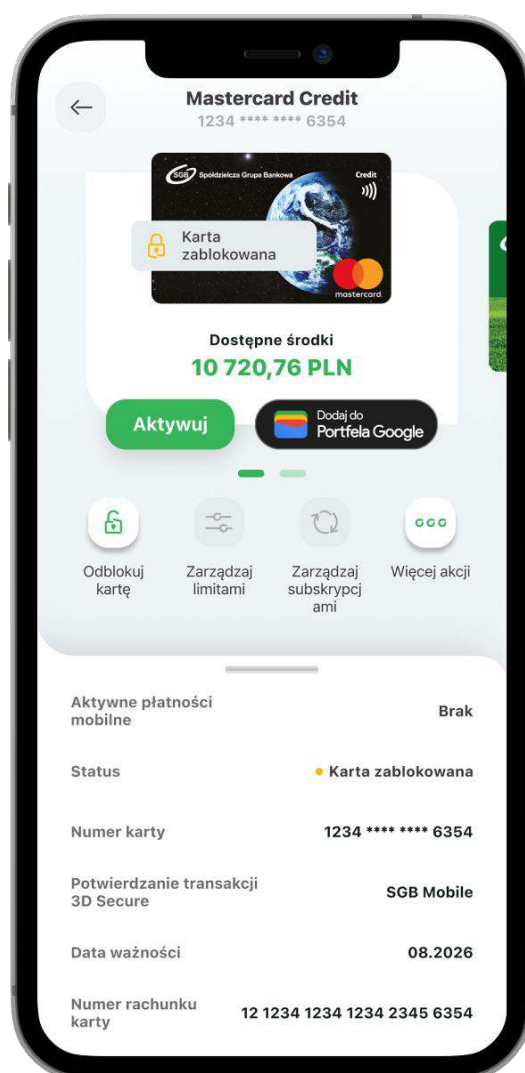 Mastercard Credit
1234 **** **** 6354
SGB Spółdzielcza Grupa Bankowa
Credit
Karta
zablokowana
mastercard.
Dostępne środki
10 720,76 PLN
Aktywuj
Dodaj do
Portfela Google
Odblokuj
kartę
Zarządzaj
limitami
Zarządzaj
subskrypcj
ami
Więcej akcji
Aktywne płatności
mobilne
Brak
Status
Karta zablokowana
Numer karty
1234 **** **** 6354
Potwierdzanie transakcji
3D Secure
SGB Mobile
Data ważności
08.2026
Numer rachunku
karty
12 1234 1234 1234 2345 6354